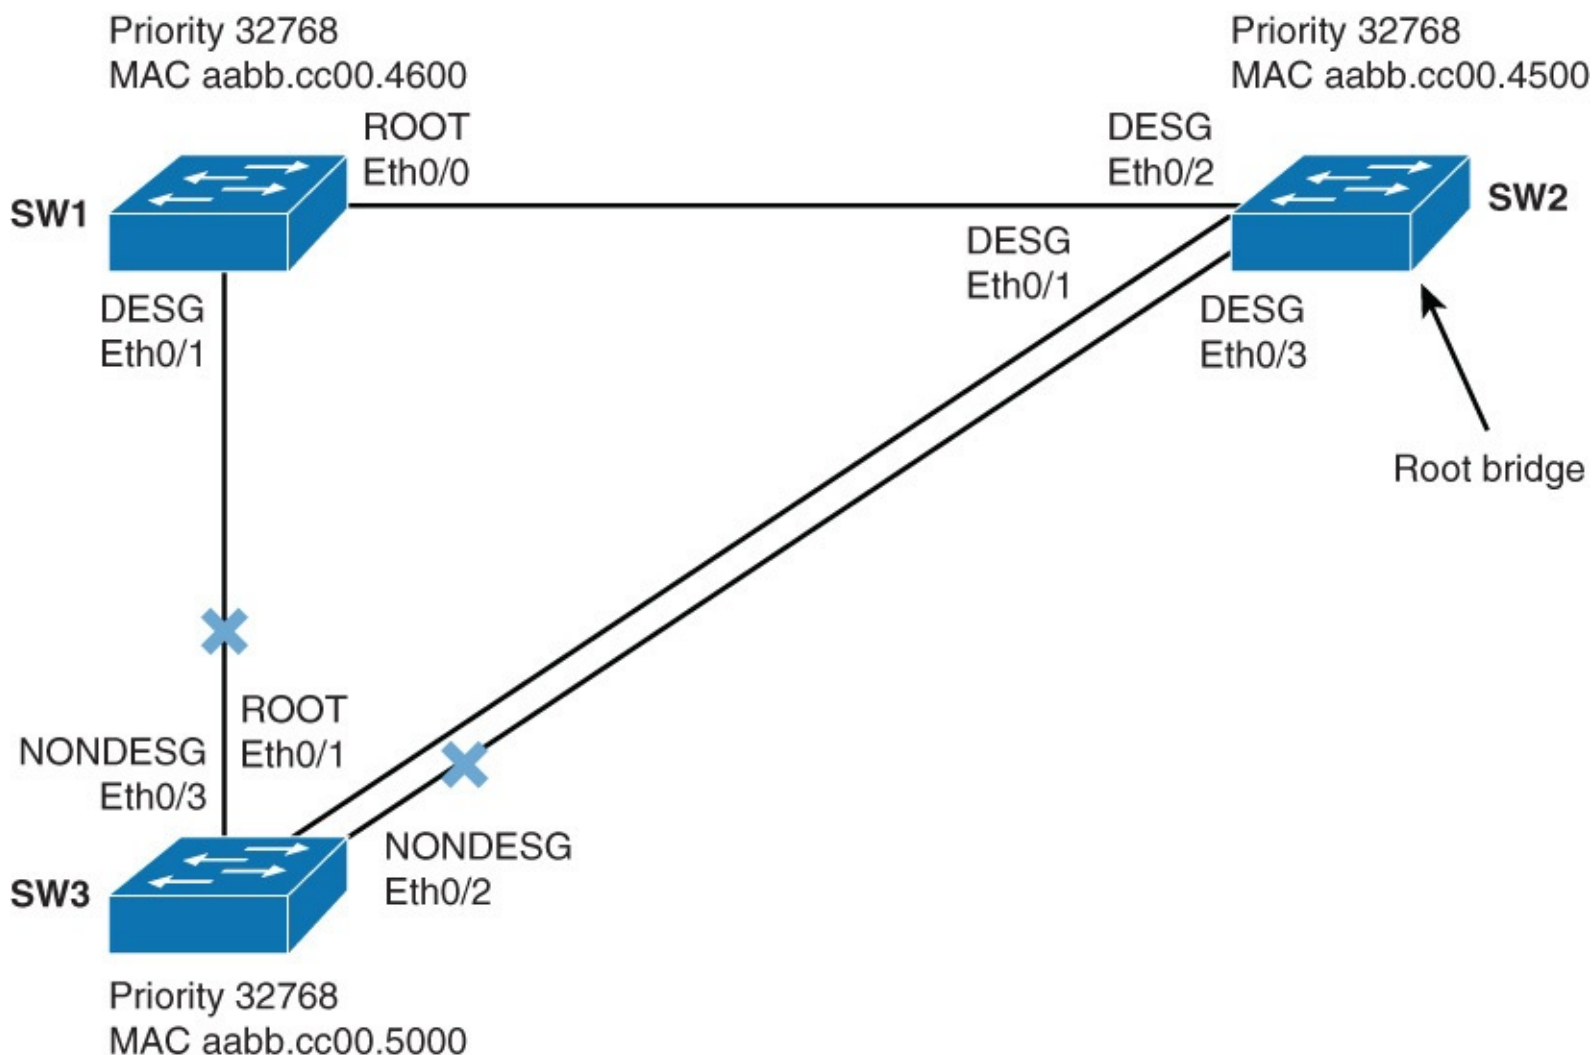 Priority 32768
MAC aabb.cc00.4600
Priority 32768
MAC aabb.cc00.4500
ROOT
Eth0/0
DESG
Eth0/2
SW1
SW2
DESG
Eth0/1
DESG
Eth0/1
DESG
Eth0/3
Root bridge
ROOT
Eth0/1
NONDESG
Eth0/3
NONDESG
Eth0/2
SW3
Priority 32768
MAC aabb.cc00.5000